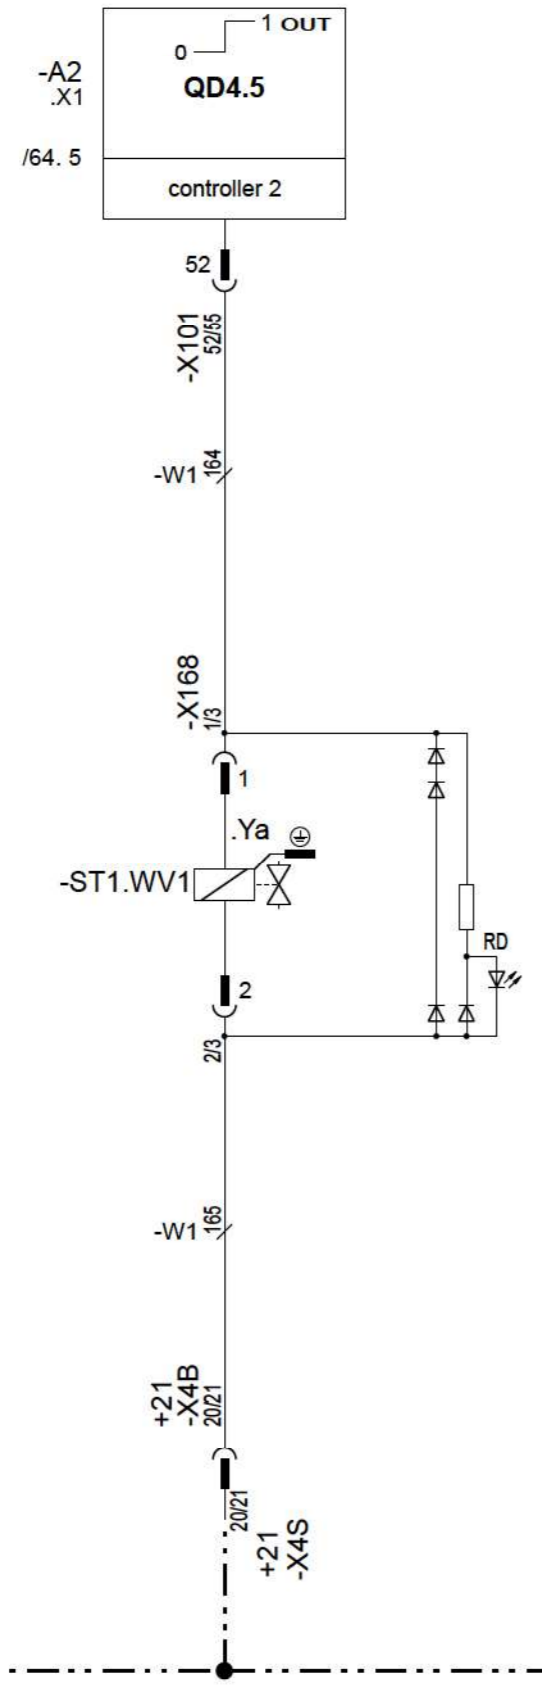 0
1 OUT
QD4.5
-A2
.X1
/64. 5
controller 2
52
-X101
52/55
-W1
164
-X168
1/3
1
.Ya
-ST1.WV1
RD
2
2/3
-W1
165
+21
-X4B
20/21
20/21
+21
-X4S